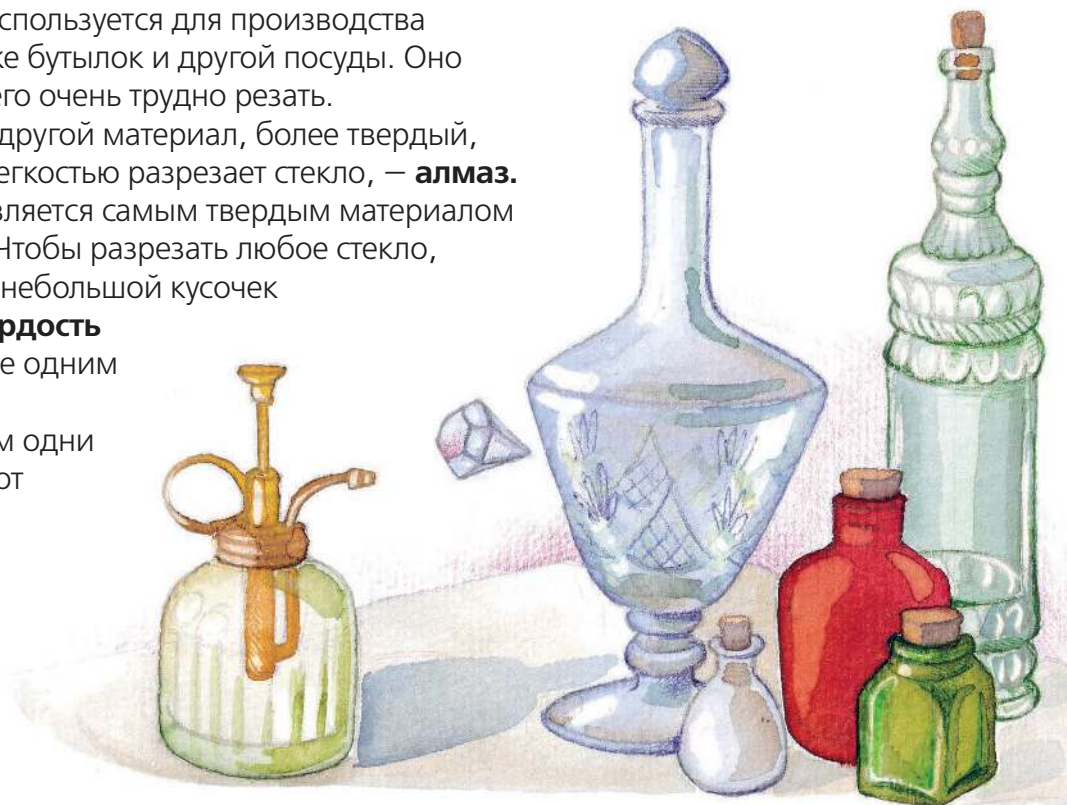 спользуется для производства
же бутылок и другой посуды. Оно
его очень трудно резать.
другой материал, более твердый,
егкостью разрезает стекло, — алмаз.
вляется самым твердым материалом
Чтобы разрезать любое стекло,
небольшой кусочек
рдость
е одним
м одни
от